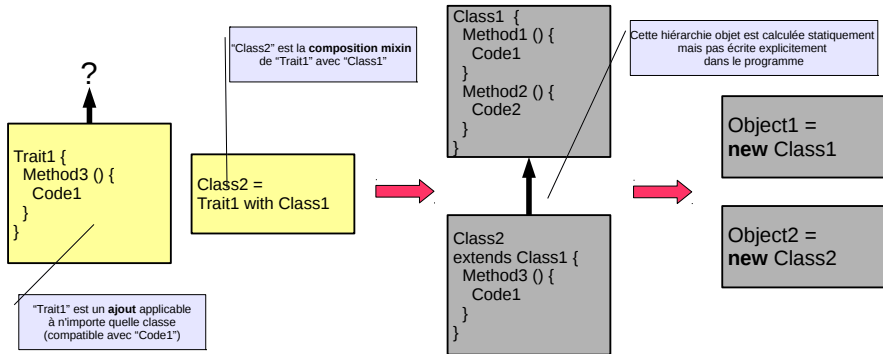 ?
Trait1 {
Method3 () {
Code1
}
}
“Trait1” est un ajout applicable
à n'importe quelle classe
(compatible avec “Code1”)
“Class2” est la composition mixin
de “Trait1” avec “Class1”
Class2 =
Trait1 with Class1
Class1 {
Method1 () {
Code1
}
Method2 () {
Code2
}
}
Class2
extends Class1 {
Method3 () {
Code1
}
}
Cette hiérarchie objet est calculée statiquement
mais pas écrite explicitement
dans le programme
Object1 =
new Class1
Object2 =
new Class2